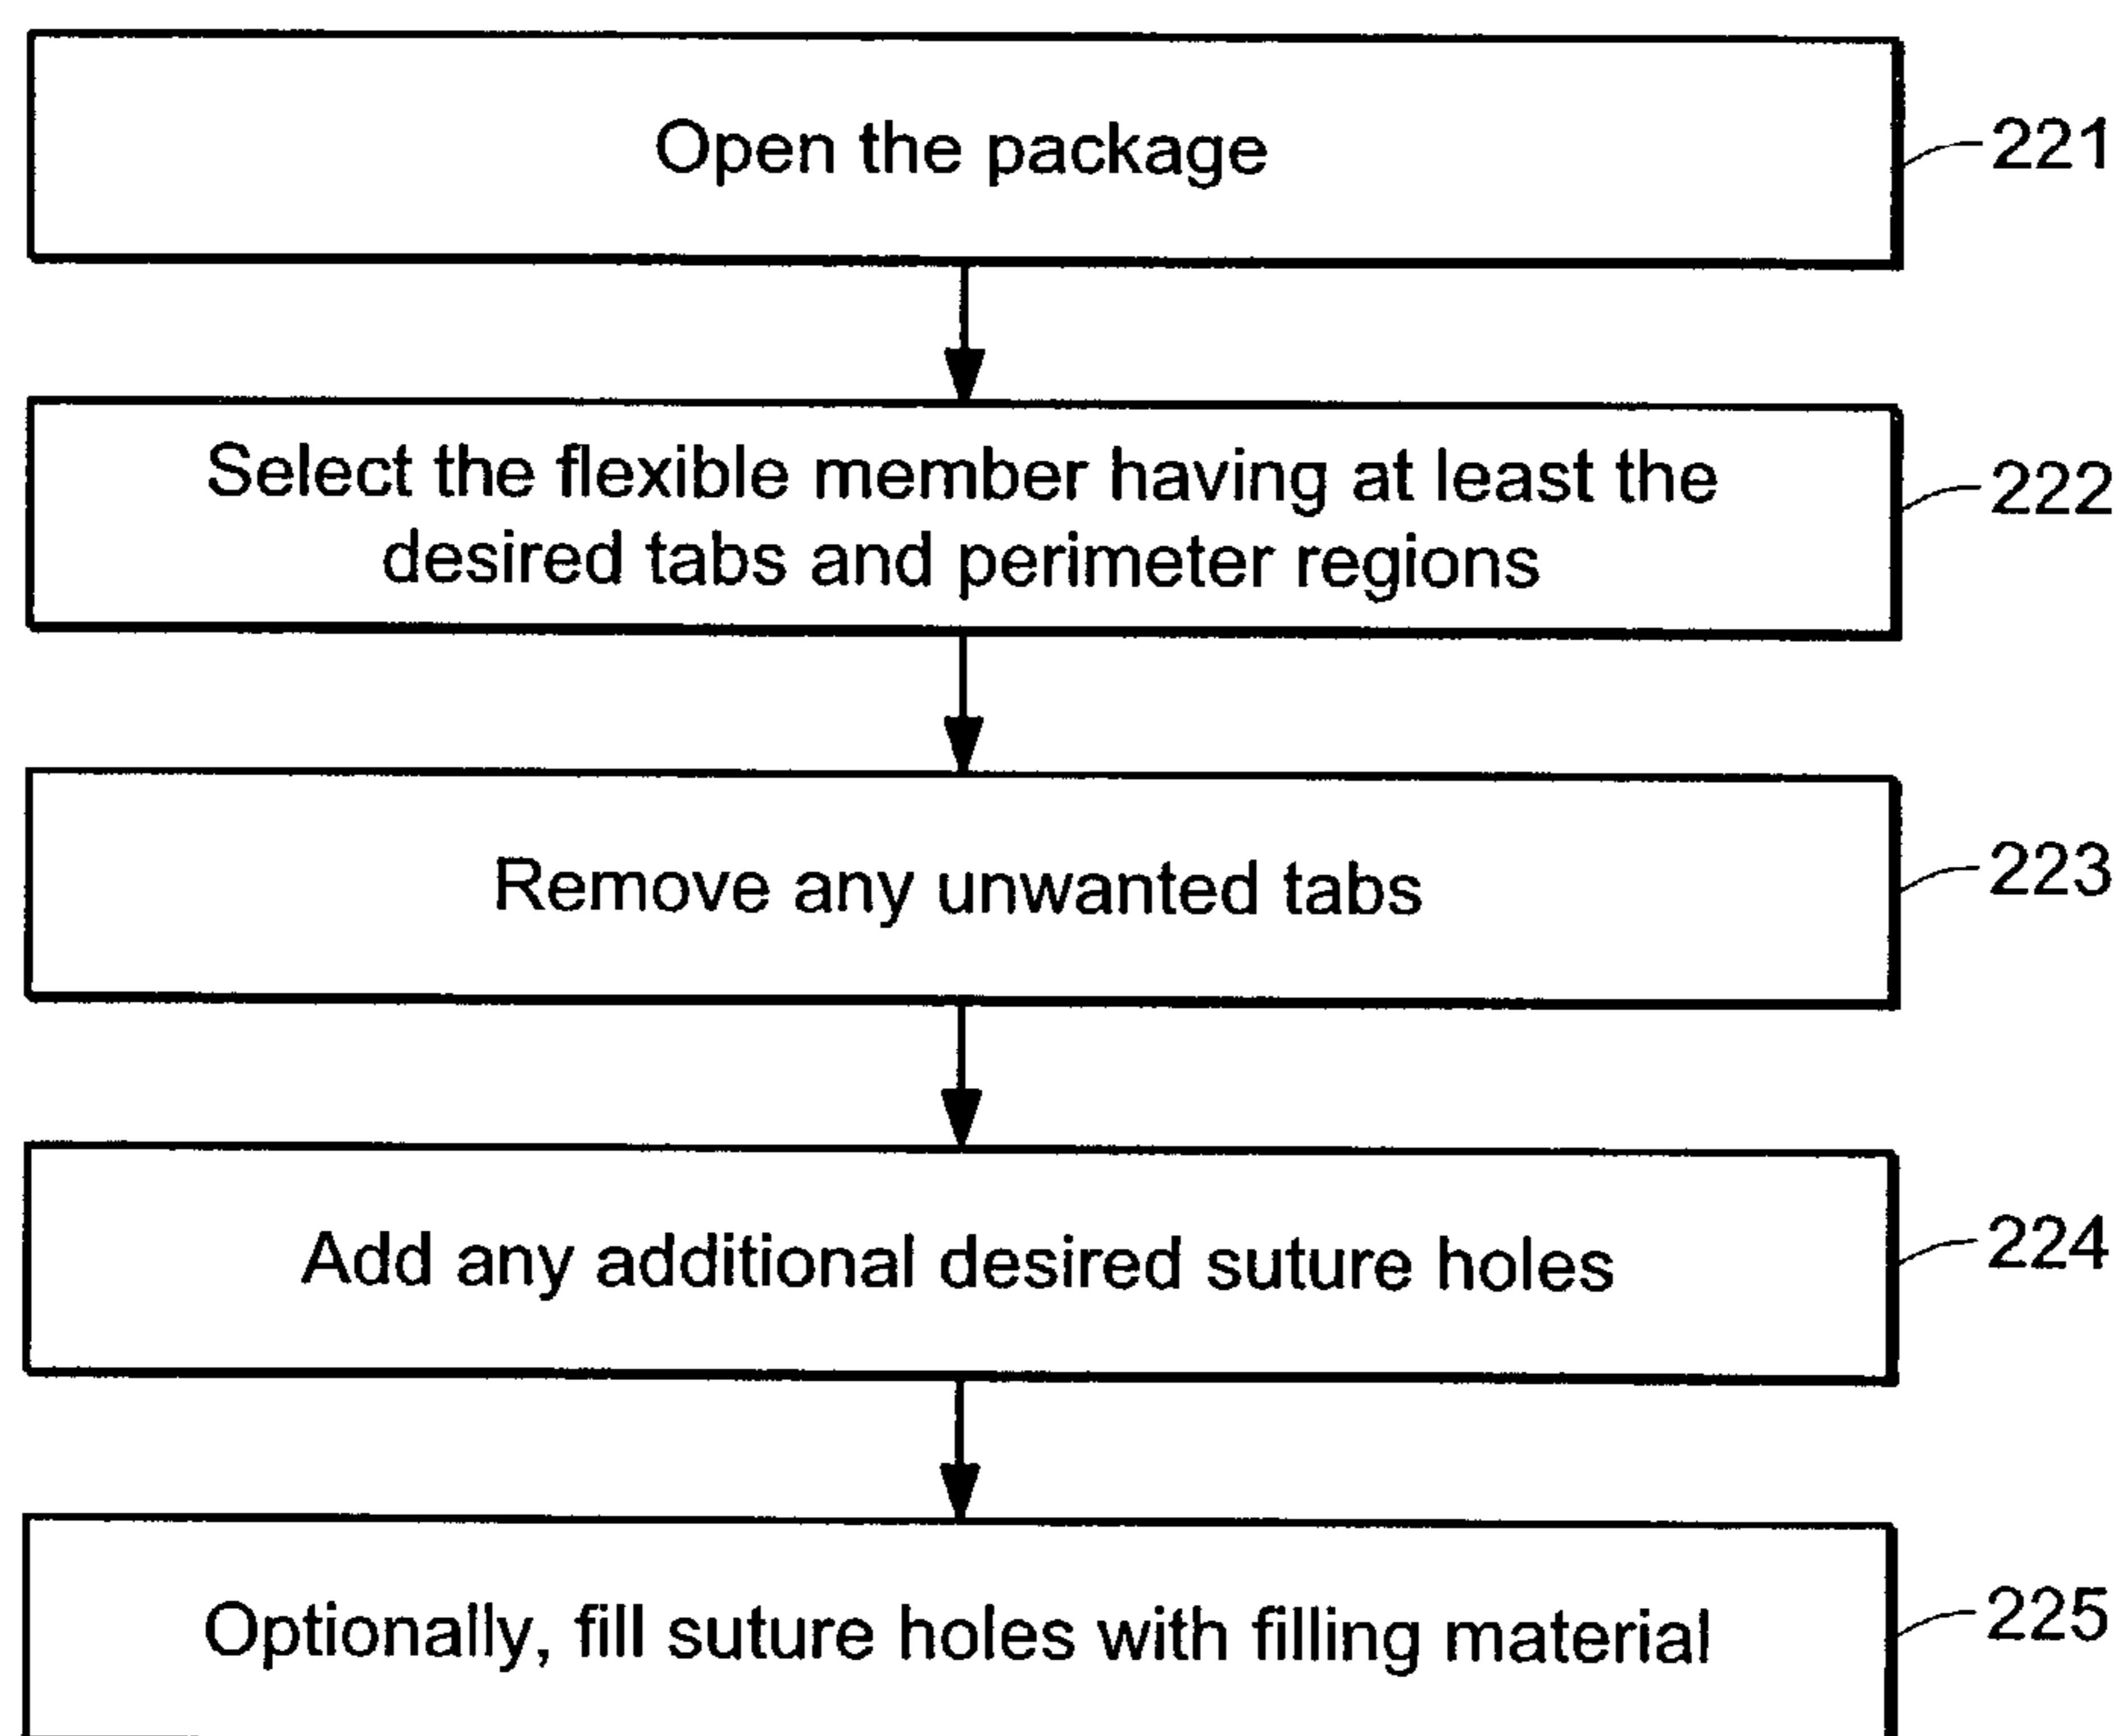 Open the package
221
Select the flexible member having at least the
desired tabs and perimeter regions
222
Remove any unwanted tabs
223
Add any additional desired suture holes
224
Optionally, fill suture holes with filling material
225